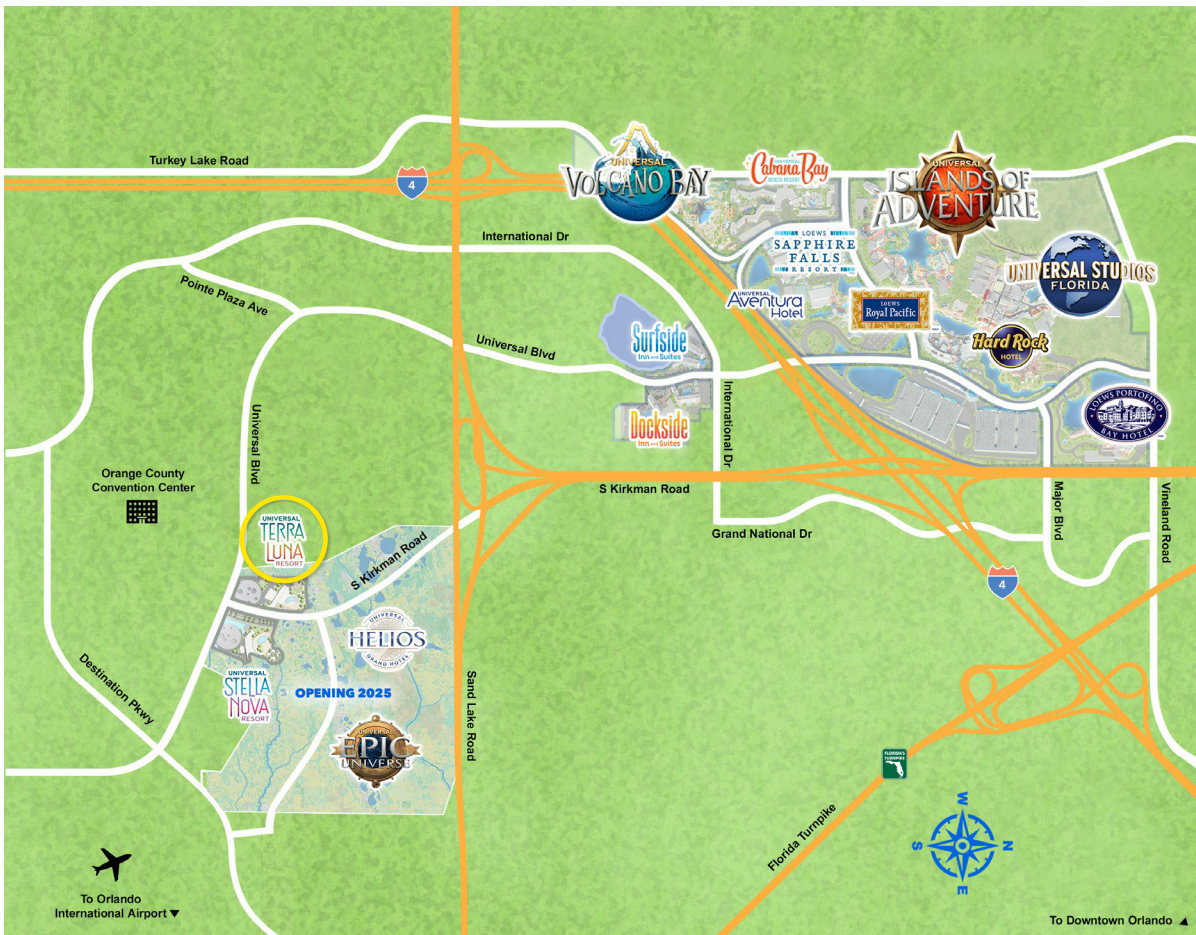 Turkey Lake Road
4
UNIVERSAL
VOLCANO BAY
UNIVERSAL
Cabana Bay
BEACH RESORT
UNIVERSAL
ISLANDS OF
ADVENTURE
International Dr
LOEWS
SAPPHIRE
FALLS
RESORT
UNIVERSAL STUDIOS
FLORIDA
Pointe Plaza Ave
UNIVERSAL
Aventura
Hotel
LOEWS
Royal Pacific
Surfside
Inn and Suites
Universal Blvd
Hard Rock
HOTEL
Universal Blvd
International Dr
Dockside
Inn and Suites
LOEWS PORTOFINO
BAY HOTEL
Orange County
Convention Center
S Kirkman Road
Major Blvd
Vineland Road
UNIVERSAL
TERRA
LUNA
RESORT
Grand National Dr
S Kirkman Road
4
UNIVERSAL
HELIOS
GRAND HOTEL
Destination Pkwy
UNIVERSAL
STELLA
NOVA
RESORT
OPENING 2025
Sand Lake Road
UNIVERSAL
EPIC
UNIVERSE
FLORIDA'S
TURNPIKE
Florida Turnpike
W
S
N
E
To Orlando
International Airport ▼
To Downtown Orlando ▲